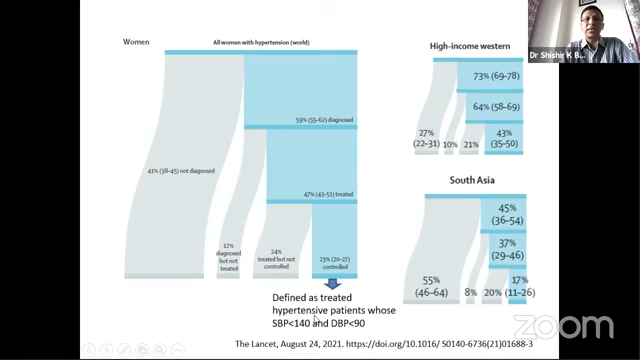 Women
All women with hypertension (world)
59% (55–62) diagnosed
47% (43–51) treated
41% (38–45) not diagnosed
12%
diagnosed
but not
treated
24%
treated but not
controlled
23% (20–27)
controlled
Defined as treated
hypertensive patients whose
SBP<140 and DBP<90
High-income western
73% (69–78)
64% (58–69)
27%
(22–31)
10%
21%
43%
(35–50)
South Asia
45%
(36–54)
37%
(29–46)
55%
(46–64)
8%
20%
17%
(11–26)
The Lancet, August 24, 2021. https://doi.org/10.1016/ S0140-6736(21)01688-3
Dr Shishir K B...
zoom